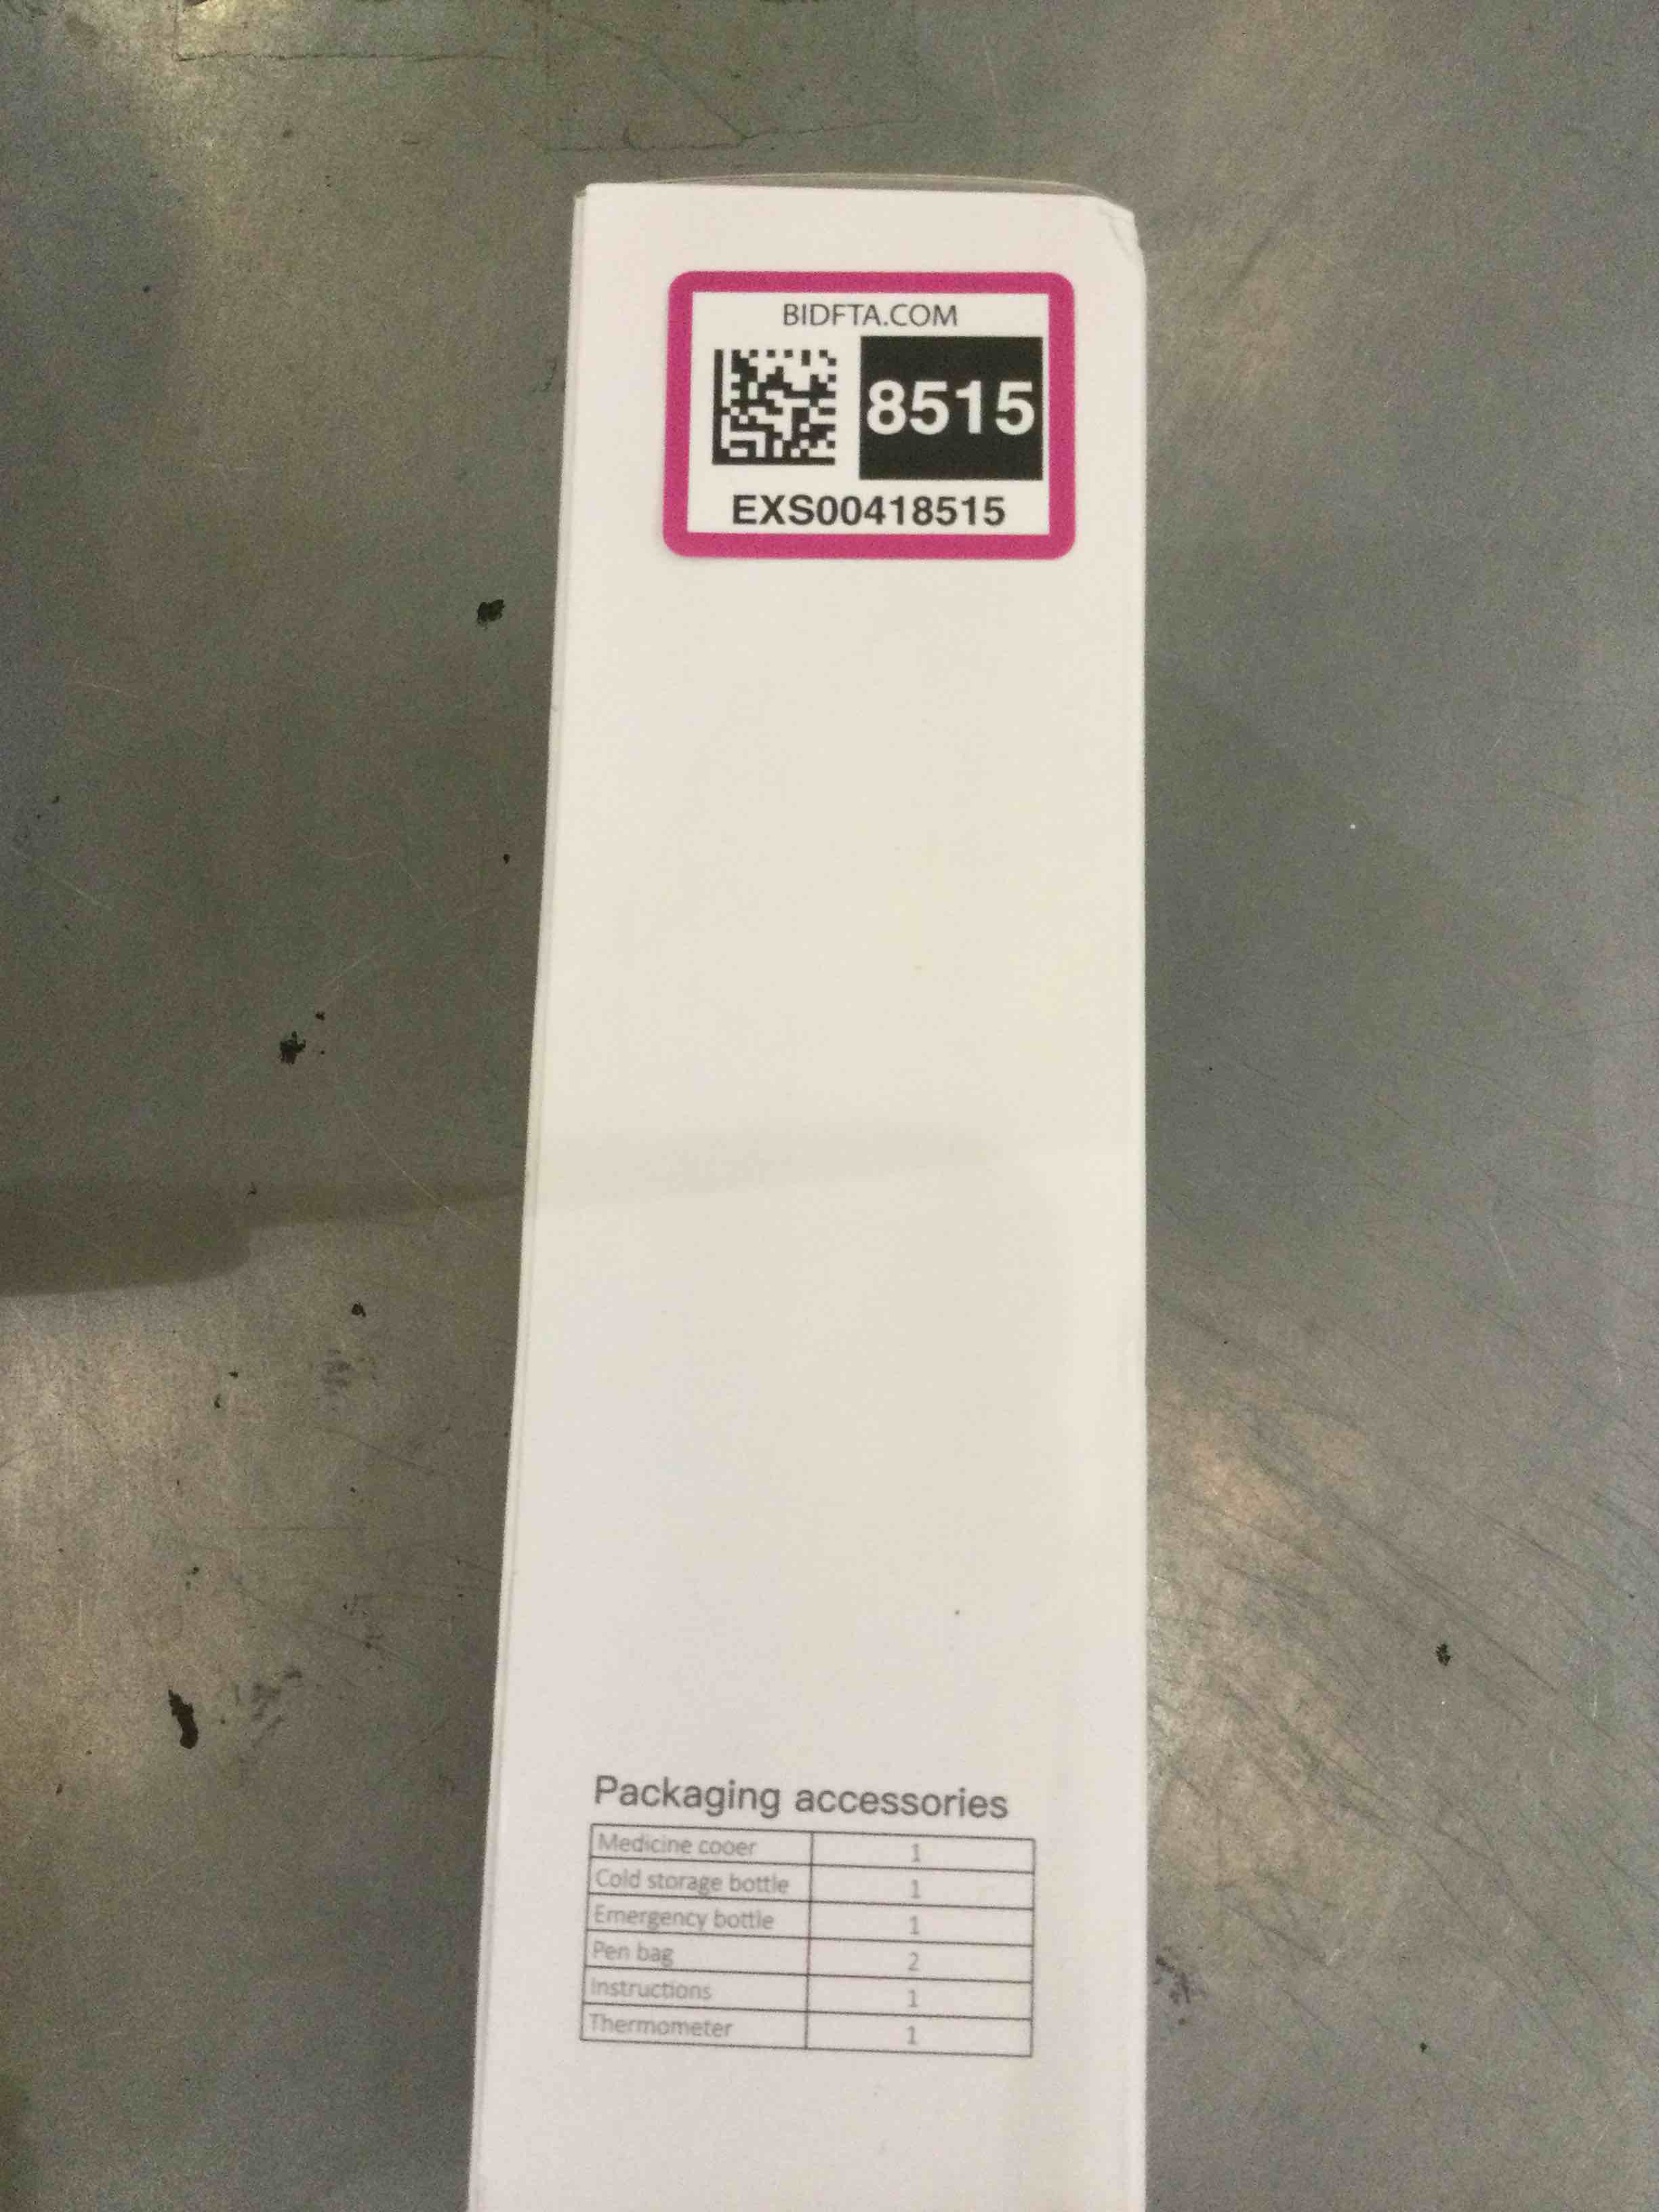 BIDFTA.COM
8515
EXS00418515
Packaging accessories
Medicine cooer 1
Cold storage bottle 1
Emergency bottle 1
Pen bag 2
Instructions 1
Thermometer 1